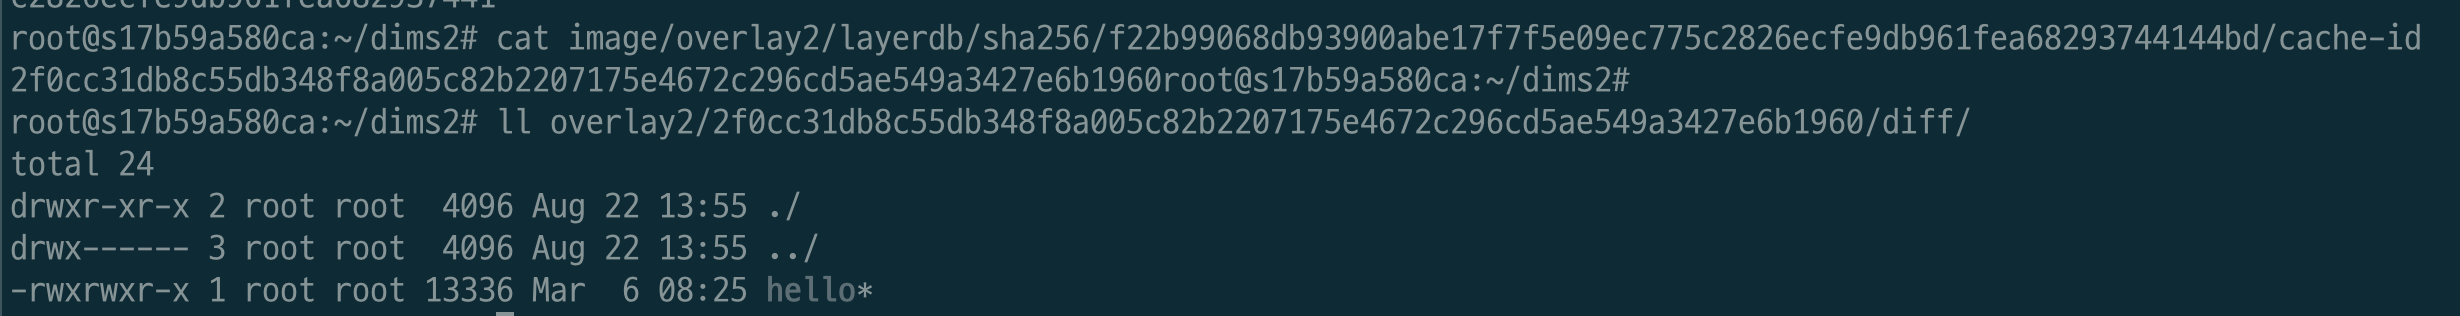 root@s17b59a580ca:~/dims2# cat image/overlay2/layerdb/sha256/f22b99068db93900abe17f7f5e09ec775c2826ecfe9db961fea68293744144bd/cache-id
2f0cc31db8c55db348f8a005c82b2207175e4672c296cd5ae549a3427e6b1960root@s17b59a580ca:~/dims2#
root@s17b59a580ca:~/dims2# ll overlay2/2f0cc31db8c55db348f8a005c82b2207175e4672c296cd5ae549a3427e6b1960/diff/
total 24
drwxr-xr-x 2 root root  4096 Aug 22 13:55 ./
drwx------ 3 root root  4096 Aug 22 13:55 ../
-rwxrwxr-x 1 root root 13336 Mar  6 08:25 hello*